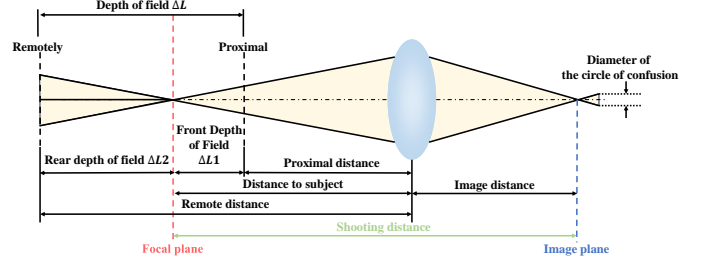 Depth of field ΔL
Remotely
Proximal
Diameter of
the circle of confusion
Front Depth
of Field
ΔL1
Rear depth of field ΔL2
Proximal distance
Distance to subject
Image distance
Remote distance
Shooting distance
Focal plane
Image plane